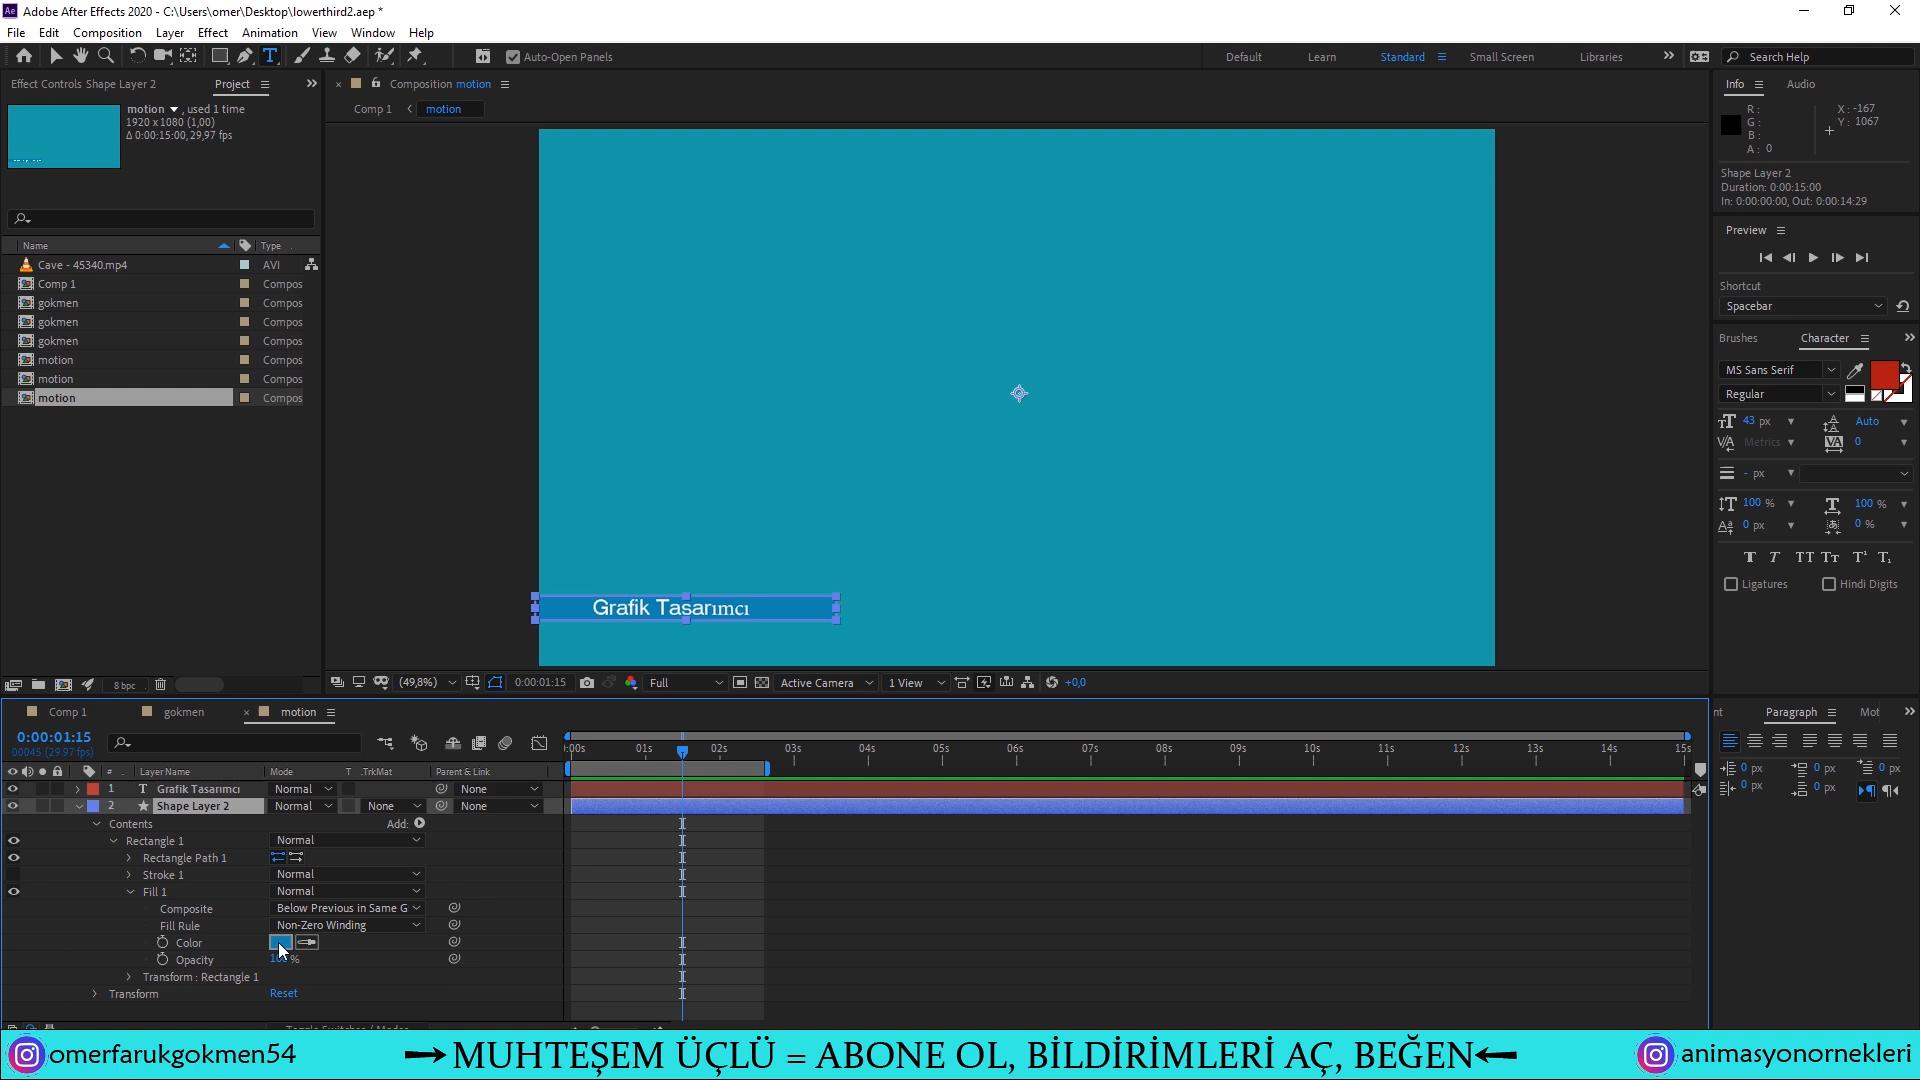 Adobe After Effects 2020 - C:\Users\omer\Desktop\lowerthird2.aep *
File Edit Composition Layer Effect Animation View Window Help
Auto-Open Panels
Default Learn Standard Small Screen Libraries Search Help
Effect Controls Shape Layer 2 Project
motion , used 1 time
1920 x 1080 (1,00)
Δ 0:00:15:00, 29,97 fps
Name Type
Cave - 45340.mp4 AVI
Comp 1 Compos
gokmen Compos
gokmen Compos
gokmen Compos
motion Compos
motion Compos
motion Compos
8 bpc
Composition motion
Comp 1 motion
Grafik Tasarımcı
(49,8%) 0:00:01:15 Full Active Camera 1 View +0,0
Info Audio
R :
G :
B :
A : 0
X : -167
Y : 1067
Shape Layer 2
Duration: 0:00:15:00
In: 0:00:00:00, Out: 0:00:14:29
Preview
Shortcut
Spacebar
Brushes Character
MS Sans Serif
Regular
43 px Auto
Metrics 0
- px
100 % 100 %
0 px 0 %
T T TT Tt T¹ T₁
Ligatures Hindi Digits
nt Paragraph Mot
0 px 0 px 0 px
0 px 0 px
Comp 1 gokmen motion
0:00:01:15
00045 (29.97 fps)
:00s 01s 02s 03s 04s 05s 06s 07s 08s 09s 10s 11s 12s 13s 14s 15s
# Layer Name Mode T .TrkMat Parent & Link
1 T Grafik Tasarımcı Normal None
2 Shape Layer 2 Normal None None
Contents Add:
Rectangle 1 Normal
Rectangle Path 1
Stroke 1 Normal
Fill 1 Normal
Composite Below Previous in Same G
Fill Rule Non-Zero Winding
Color
Opacity %
Transform : Rectangle 1
Transform Reset
Toggle Switches / Modes
omerfarukgokmen54 MUHTEŞEM ÜÇLÜ = ABONE OL, BİLDİRİMLERİ AÇ, BEĞEN animasyonornekleri